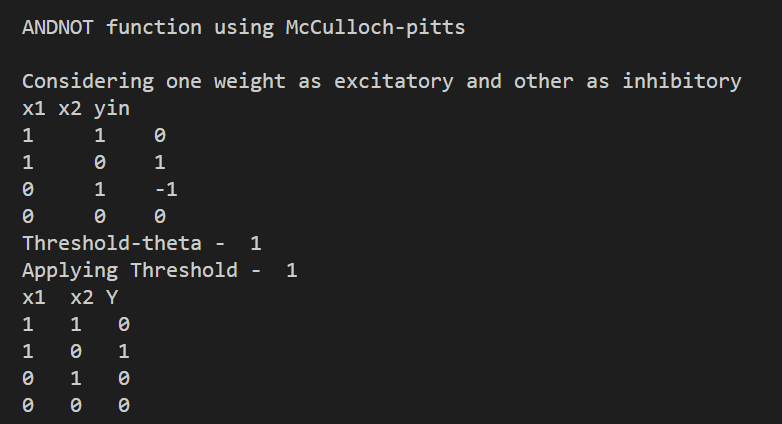 ANDNOT function using McCulloch-pitts
Considering one weight as excitatory and other as inhibitory
x1 x2 yin
1 1 0
1 0 1
0 1 -1
0 0 0
Threshold-theta - 1
Applying Threshold - 1
x1 x2 Y
1 1 0
1 0 1
0 1 0
0 0 0